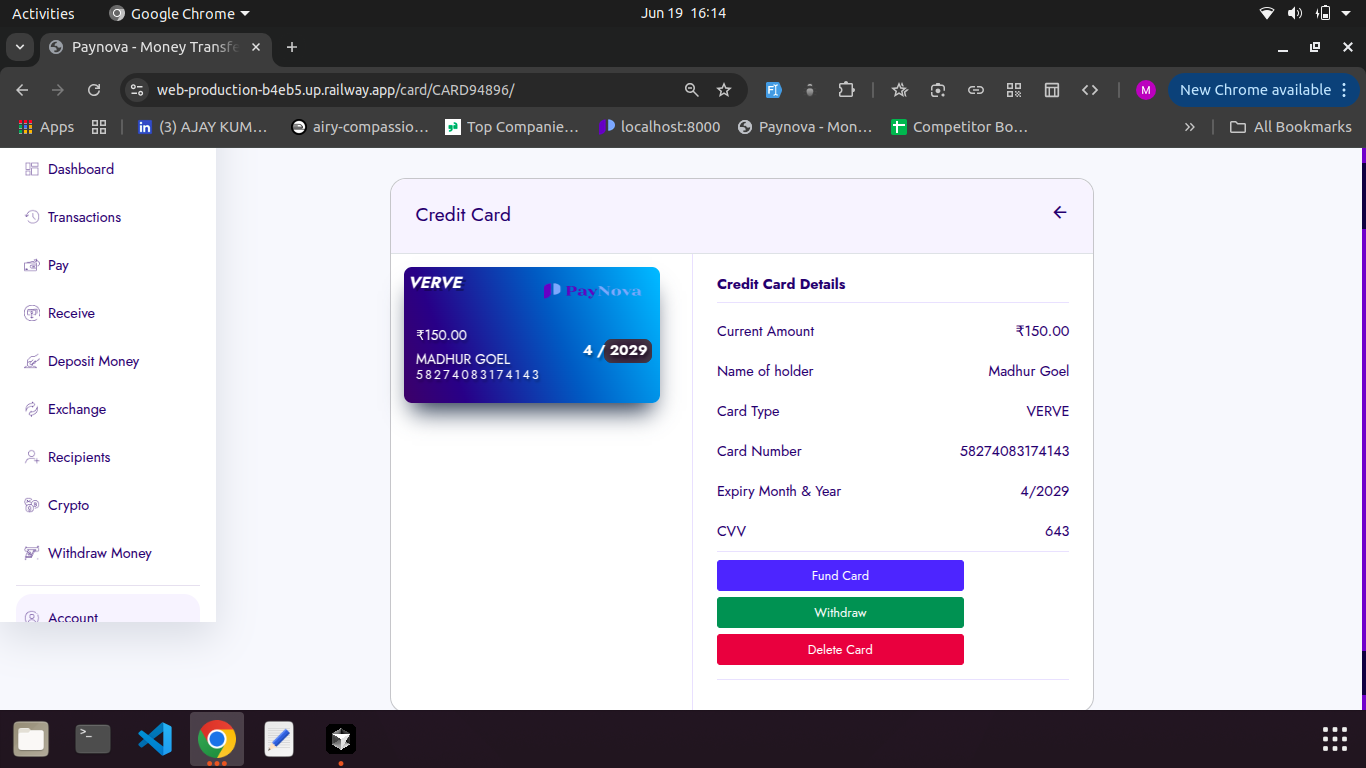 Activities
Google Chrome
Jun 19 16:14
Paynova - Money Transfe
web-production-b4eb5.up.railway.app/card/CARD94896/
M
New Chrome available
Apps
(3) AJAY KUM...
airy-compassio...
Top Companie...
localhost:8000
Paynova - Mon...
Competitor Bo...
»
All Bookmarks
Dashboard
Transactions
Pay
Receive
Deposit Money
Exchange
Recipients
Crypto
Withdraw Money
Account
Credit Card
VERVE
PayNova
₹150.00
4 / 2029
MADHUR GOEL
58274083174143
Credit Card Details
Current Amount ₹150.00
Name of holder Madhur Goel
Card Type VERVE
Card Number 58274083174143
Expiry Month & Year 4/2029
CVV 643
Fund Card
Withdraw
Delete Card